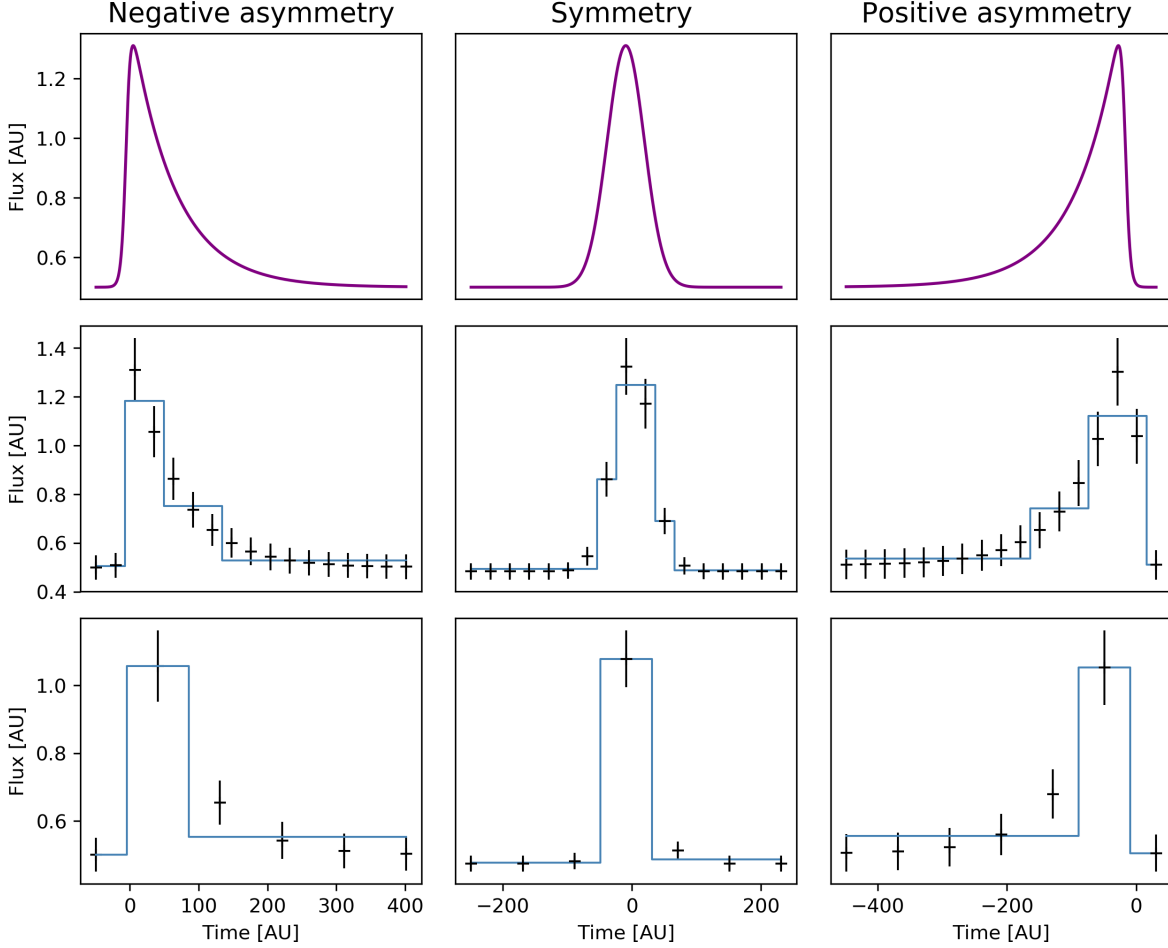 Negative asymmetry Symmetry Positive asymmetry
Flux [AU]
1.2
1.0
0.8
0.6
Flux [AU]
1.4
1.2
1.0
0.8
0.6
0.4
Flux [AU]
1.0
0.8
0.6
0 100 200 300 400
−200 0 200
−400 −200 0
Time [AU] Time [AU] Time [AU]